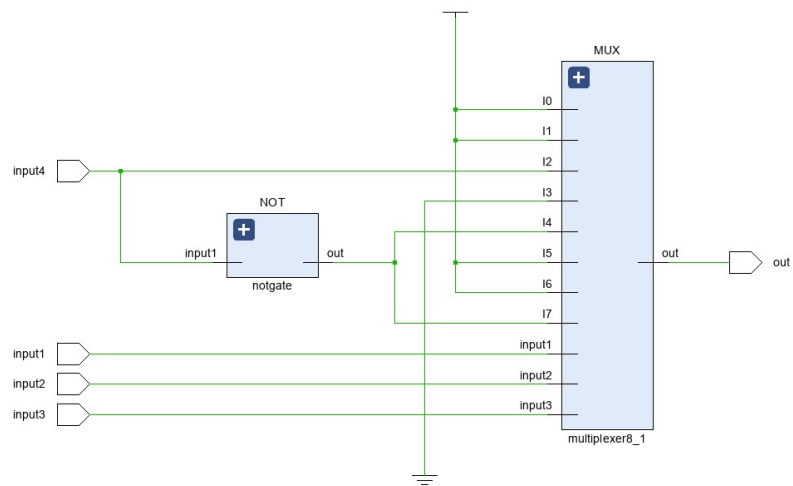 MUX
I0
I1
input4
I2
I3
NOT
I4
input1
out
I5
out
out
I6
notgate
I7
input1
input1
input2
input2
input3
input3
multiplexer8_1